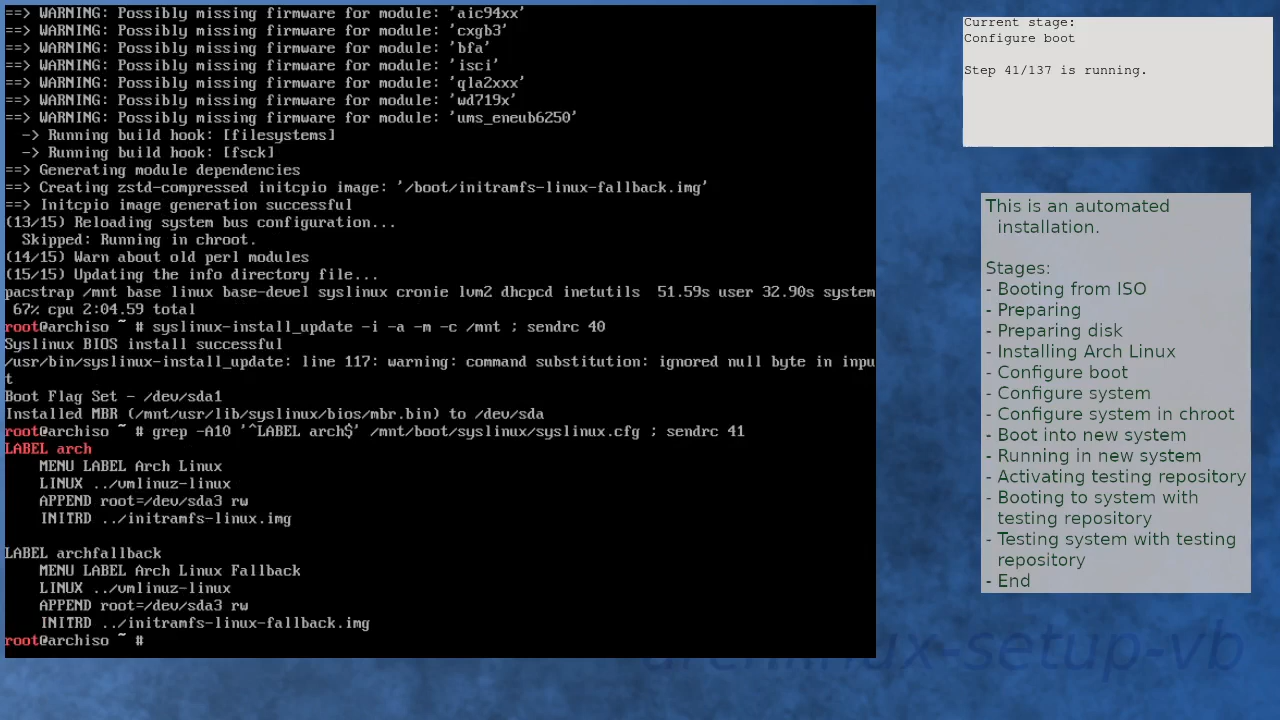 ==> WARNING: Possibly missing firmware for module: 'aic94xx'
==> WARNING: Possibly missing firmware for module: 'cxgb3'
==> WARNING: Possibly missing firmware for module: 'bfa'
==> WARNING: Possibly missing firmware for module: 'isci'
==> WARNING: Possibly missing firmware for module: 'qla2xxx'
==> WARNING: Possibly missing firmware for module: 'wd719x'
==> WARNING: Possibly missing firmware for module: 'ums_eneub6250'
  -> Running build hook: [filesystems]
  -> Running build hook: [fsck]
==> Generating module dependencies
==> Creating zstd-compressed initcpio image: '/boot/initramfs-linux-fallback.img'
==> Initcpio image generation successful
(13/15) Reloading system bus configuration...
  Skipped: Running in chroot.
(14/15) Warn about old perl modules
(15/15) Updating the info directory file...
pacstrap /mnt base linux base-devel syslinux cronie lvm2 dhcpcd inetutils  51.59s user 32.90s system
 67% cpu 2:04.59 total
root@archiso ~ # syslinux-install_update -i -a -m -c /mnt ; sendrc 40
Syslinux BIOS install successful
/usr/bin/syslinux-install_update: line 117: warning: command substitution: ignored null byte in inpu
t
Boot Flag Set - /dev/sda1
Installed MBR (/mnt/usr/lib/syslinux/bios/mbr.bin) to /dev/sda
root@archiso ~ # grep -A10 '^LABEL arch$' /mnt/boot/syslinux/syslinux.cfg ; sendrc 41
LABEL arch
    MENU LABEL Arch Linux
    LINUX ../vmlinuz-linux
    APPEND root=/dev/sda3 rw
    INITRD ../initramfs-linux.img

LABEL archfallback
    MENU LABEL Arch Linux Fallback
    LINUX ../vmlinuz-linux
    APPEND root=/dev/sda3 rw
    INITRD ../initramfs-linux-fallback.img
root@archiso ~ #
Current stage:
Configure boot

Step 41/137 is running.

This is an automated
installation.

Stages:
- Booting from ISO
- Preparing
- Preparing disk
- Installing Arch Linux
- Configure boot
- Configure system
- Configure system in chroot
- Boot into new system
- Running in new system
- Activating testing repository
- Booting to system with
testing repository
- Testing system with testing
repository
- End
archlinux-setup-vb